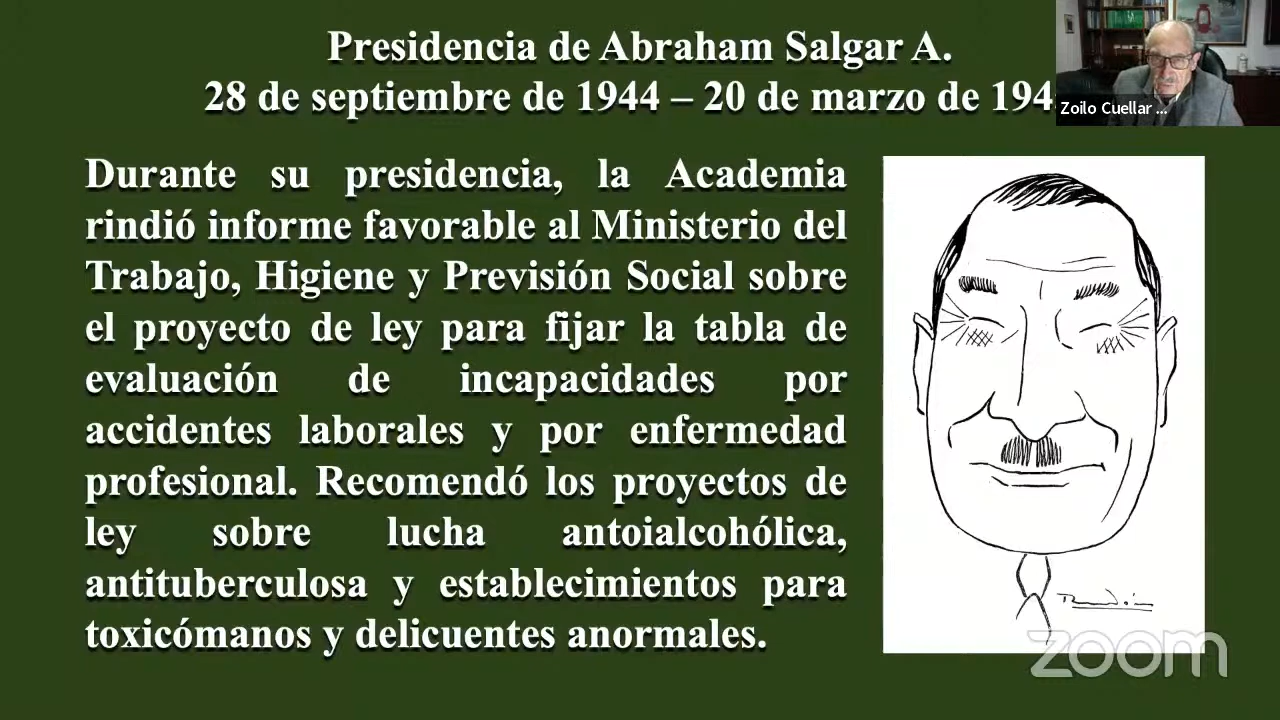 Presidencia de Abraham Salgar A.
28 de septiembre de 1944 – 20 de marzo de
Zoilo Cuellar ...
Durante su presidencia, la Academia
rindió informe favorable al Ministerio del
Trabajo, Higiene y Previsión Social sobre
el proyecto de ley para fijar la tabla de
evaluación de incapacidades por
accidentes laborales y por enfermedad
profesional. Recomendó los proyectos de
ley sobre lucha antoialcohólica,
antituberculosa y establecimientos para
toxicómanos y delicuentes anormales.
zoom